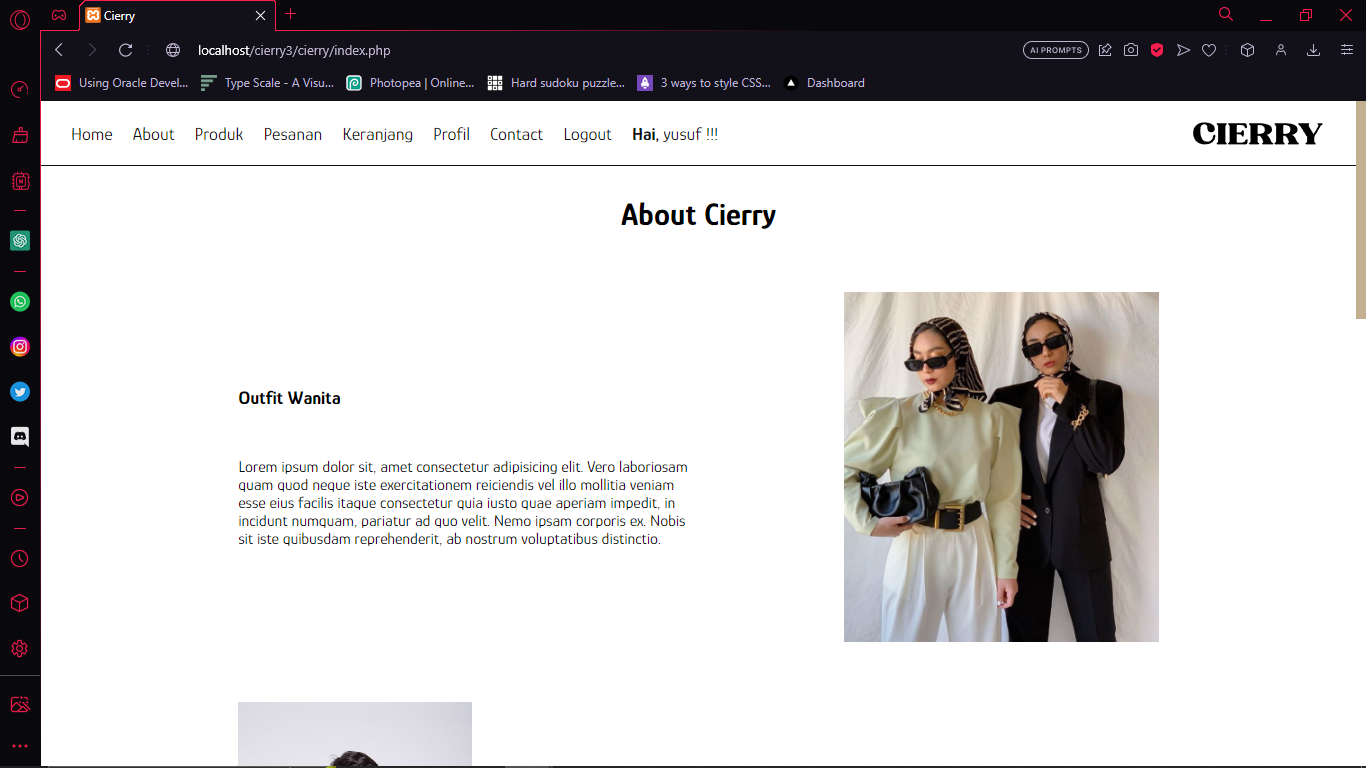 Cierry
localhost/cierry3/cierry/index.php
AI PROMPTS
Using Oracle Devel...
Type Scale - A Visu...
Photopea | Online...
Hard sudoku puzzle...
3 ways to style CSS...
Dashboard
Home About Produk Pesanan Keranjang Profil Contact Logout Hai, yusuf !!!
CIERRY
About Cierry
Outfit Wanita
Lorem ipsum dolor sit, amet consectetur adipisicing elit. Vero laboriosam
quam quod neque iste exercitationem reiciendis vel illo mollitia veniam
esse eius facilis itaque consectetur quia iusto quae aperiam impedit, in
incidunt numquam, pariatur ad quo velit. Nemo ipsam corporis ex. Nobis
sit iste quibusdam reprehenderit, ab nostrum voluptatibus distinctio.